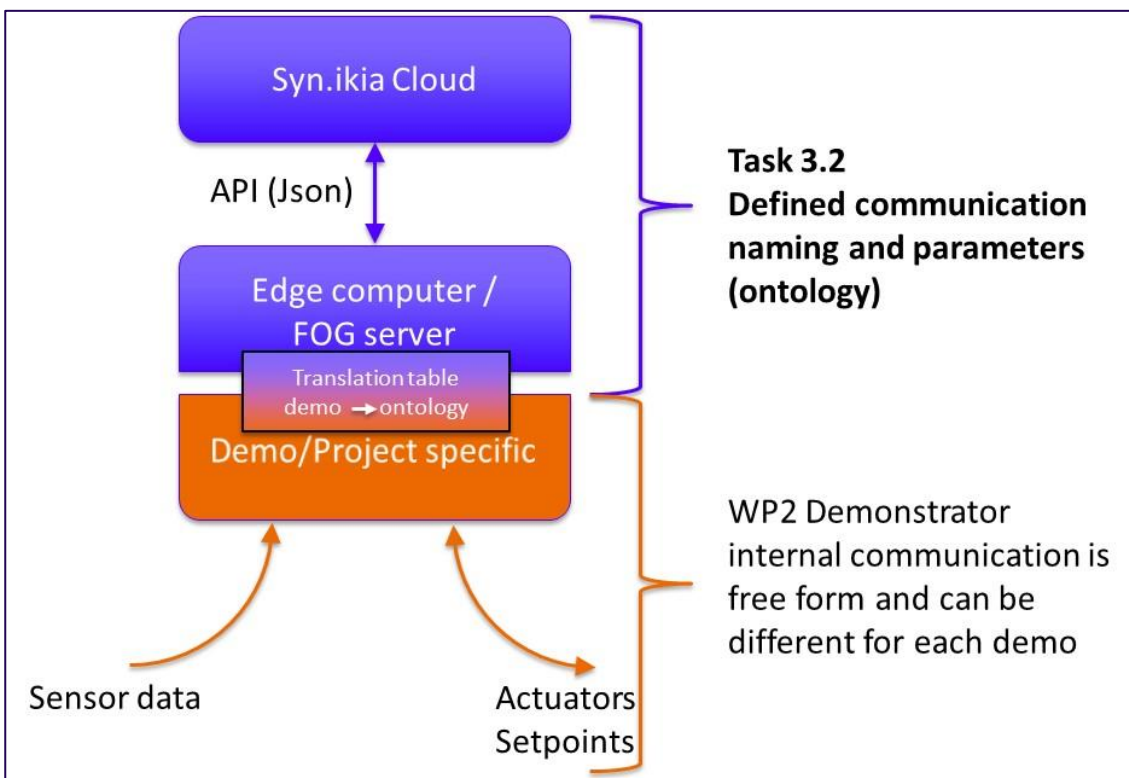 Syn.ikia Cloud
API (Json)
Edge computer /
FOG server
Translation table
demo → ontology
Demo/Project specific
Sensor data
Actuators
Setpoints
Task 3.2
Defined communication
naming and parameters
(ontology)
WP2 Demonstrator
internal communication is
free form and can be
different for each demo